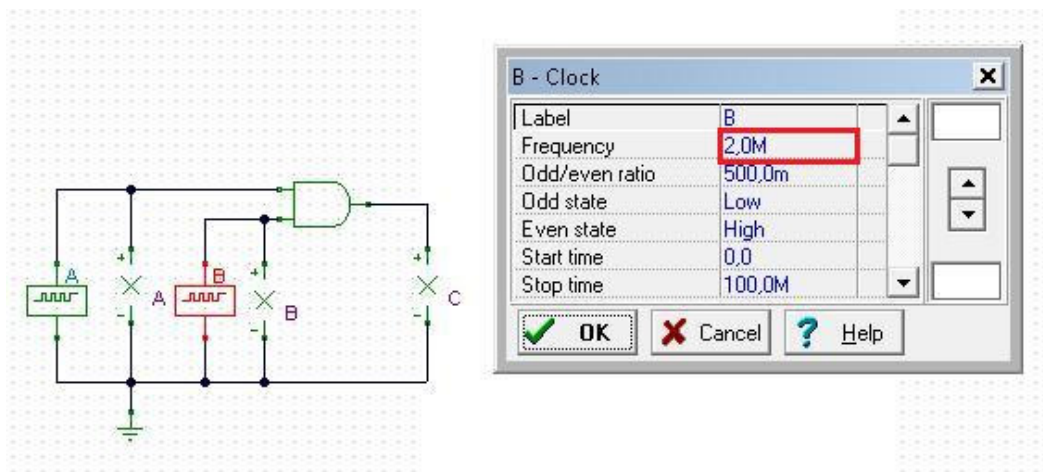 B - Clock
Label B
Frequency 2,0M
Odd/even ratio 500,0m
Odd state Low
Even state High
Start time 0,0
Stop time 100,0M
OK Cancel ? Help
A
A
B
B
C
+
-
+
-
+
-